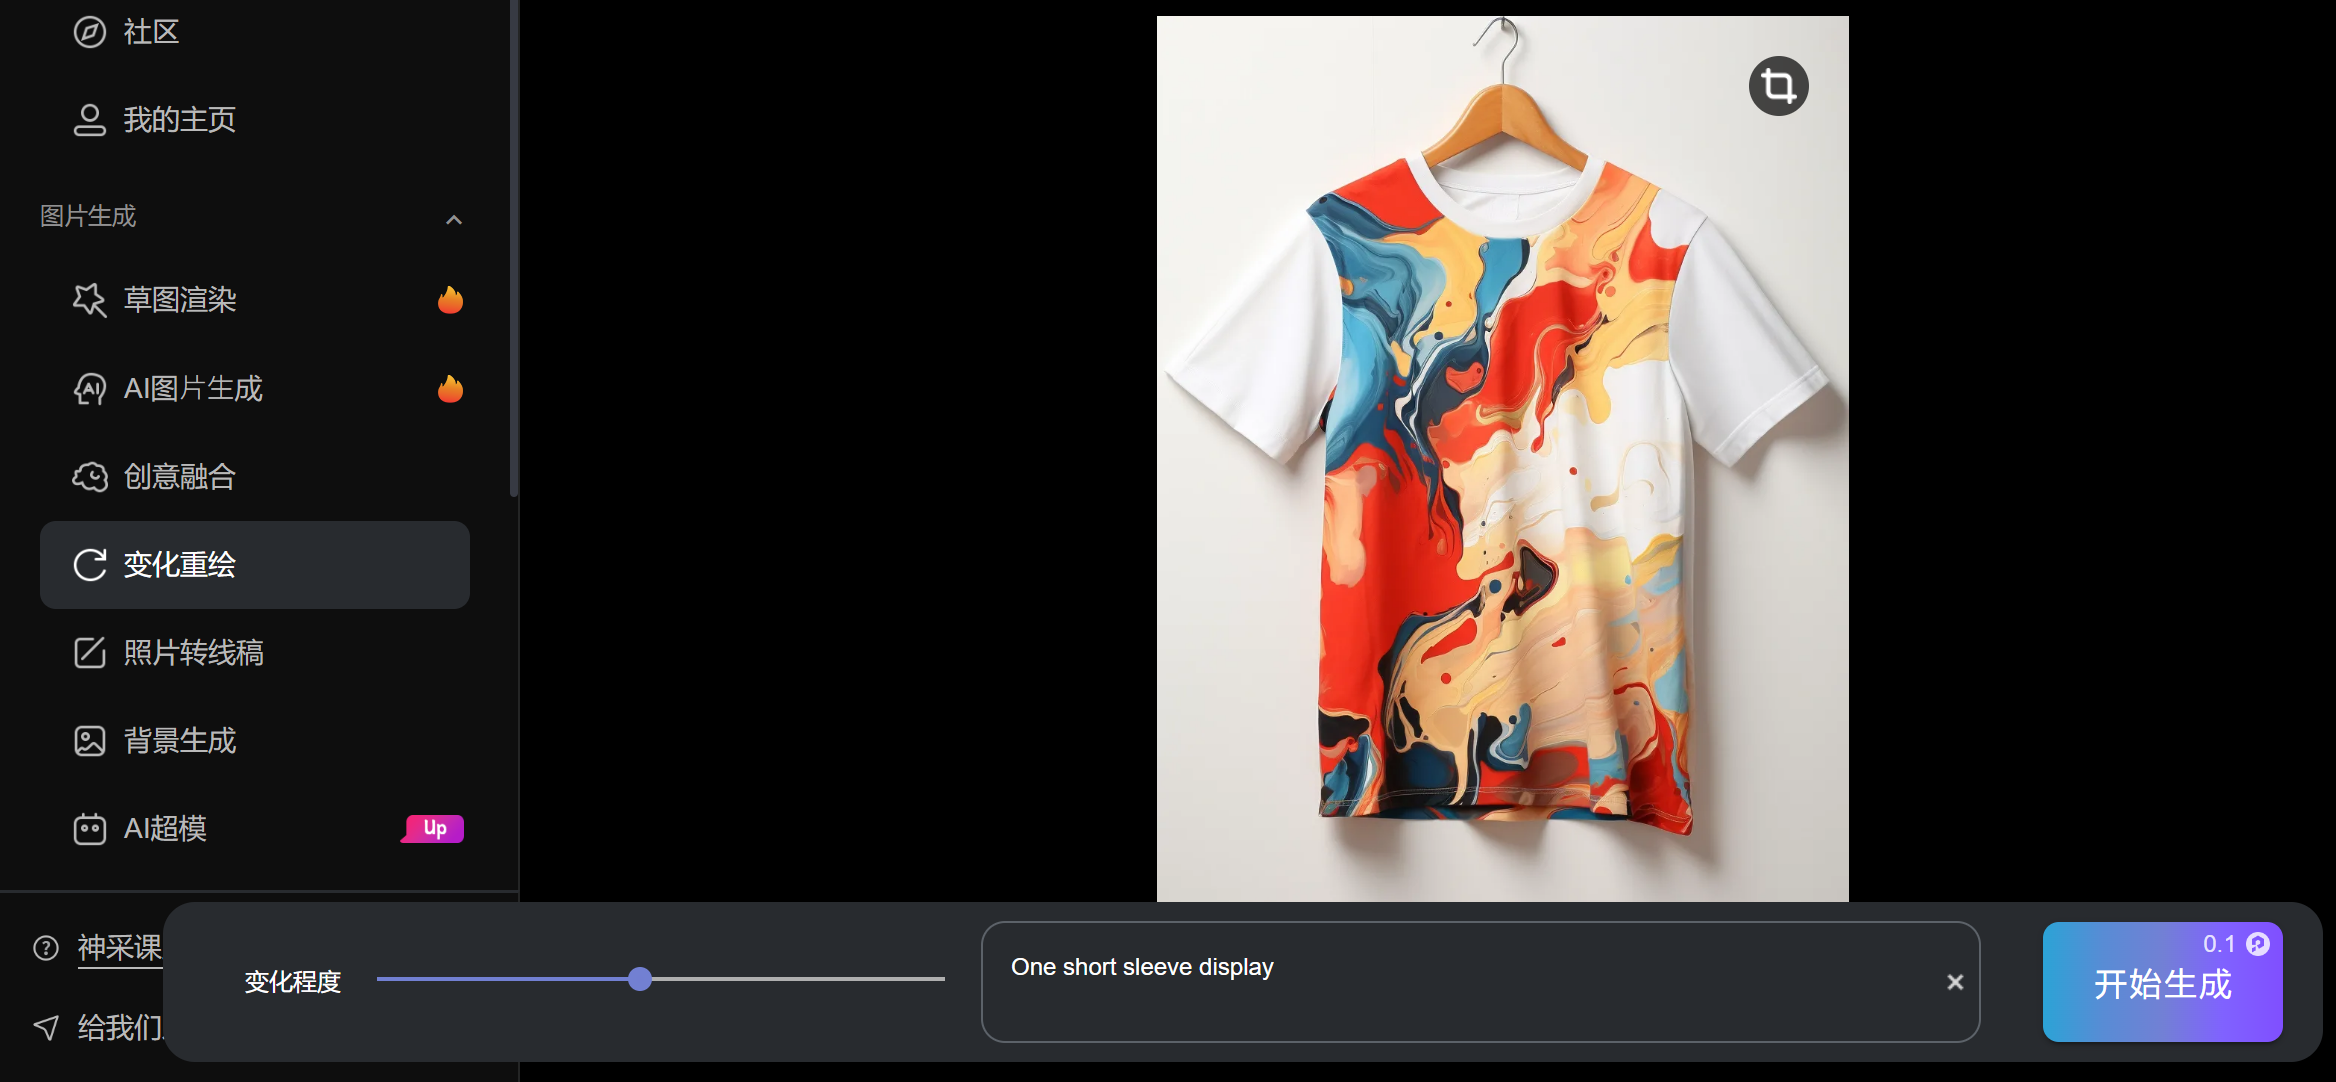 社区
我的主页
图片生成
草图渲染
AI图片生成
创意融合
变化重绘
照片转线稿
背景生成
AI超模
Up
神采课
给我们
变化程度
One short sleeve display
0.1
开始生成